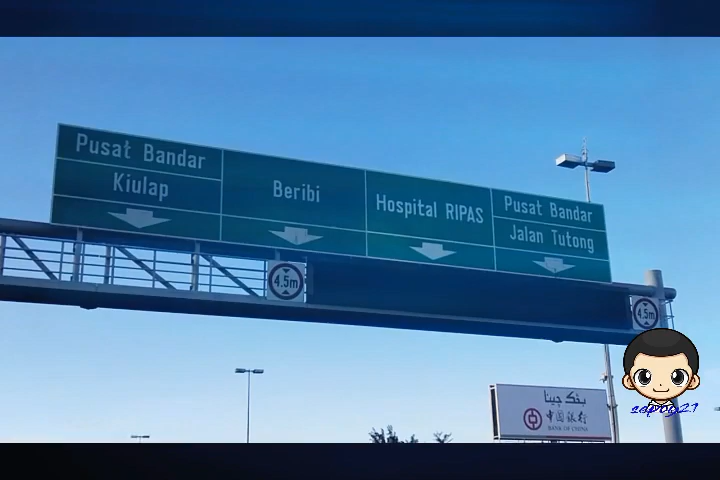 Pusat Bandar
Kiulap
Beribi
Hospital RIPAS
Pusat Bandar
Jalan Tutong
4.5m
4.5m
بڠک چينا
中国银行
BANK OF CHINA